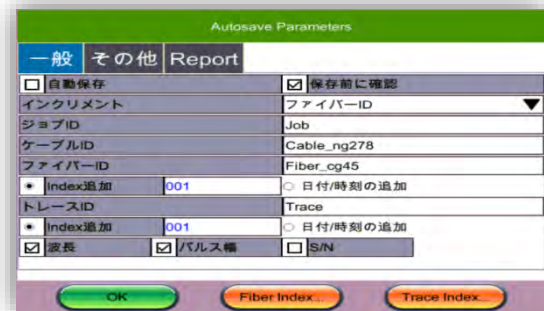 Autosave Parameters
一般 その他 Report
自動保存 保存前に確認
インクリメント ファイバーID
ジョブID Job
ケーブルID Cable_ng278
ファイバーID Fiber_cg45
Index追加 001 日付/時刻の追加
トレースID Trace
Index追加 001 日付/時刻の追加
波長 パルス幅 S/N
OK Fiber Index... Trace Index...